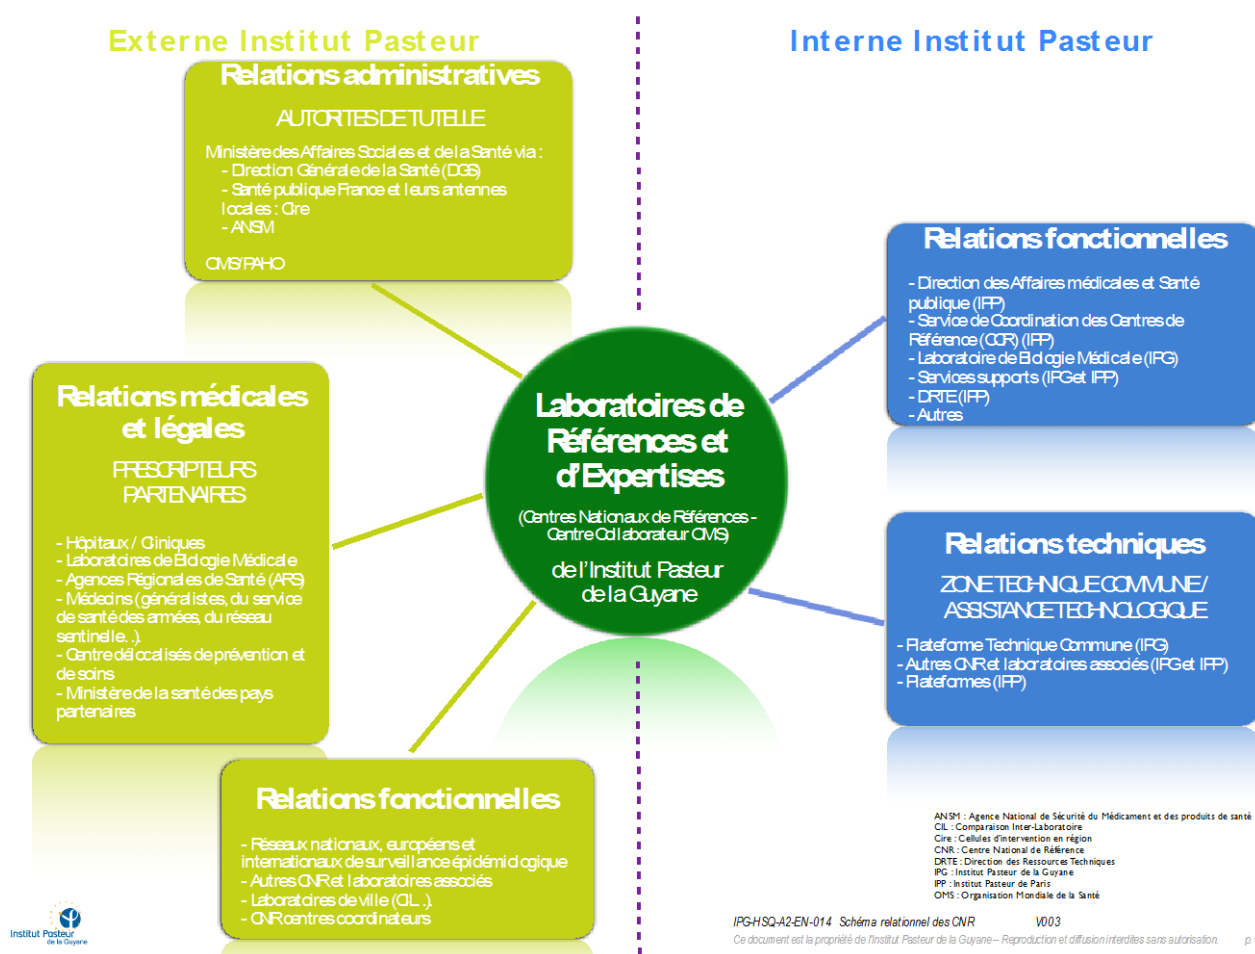 Externe Institut Pasteur
Interne Institut Pasteur
Relations administratives
AUTORITES DE TUTELLE
Ministère des Affaires Sociales et de la Santé via :
- Direction Générale de la Santé (DGS)
- Santé publique France et leurs antennes
locales : Cire
- ANSM
OMS/PAHO
Relations médicales
et légales
PRESCRIPTEURS
PARTENAIRES
- Hôpitaux / Cliniques
- Laboratoires de Biologie Médicale
- Agences Régionales de Santé (ARS)
- Médecins (généralistes, du service
de santé des armées, du réseau
sentinelle...).
- Centre délocalisés de prévention et
de soins
- Ministère de la santé des pays
partenaires
Relations fonctionnelles
- Réseaux nationaux, européens et
internationaux de surveillance épidémiologique
- Autres CNR et laboratoires associés
- Laboratoires de ville (CIL...).
- CNR centres coordinateurs
Laboratoires de
Références et
d'Expertises
(Centres Nationaux de Références -
Centre Collaborateur OMS)
de l'Institut Pasteur
de la Guyane
Relations fonctionnelles
- Direction des Affaires médicales et Santé
publique (IPP)
- Service de Coordination des Centres de
Référence (CCR) (IPP)
- Laboratoire de Biologie Médicale (IPG)
- Services supports (IPG et IPP)
- DRTE (IPP)
- Autres
Relations techniques
ZONE TECHNIQUE COMMUNE /
ASSISTANCE TECHNOLOGIQUE
- Plateforme Technique Commune (IPG)
- Autres CNR et laboratoires associés (IPG et IPP)
- Plateformes (IPP)
ANSM : Agence National de Sécurité du Médicament et des produits de santé
CIL : Comparaison Inter-Laboratoire
Cire : Cellules d'intervention en région
CNR : Centre National de Référence
DRTE : Direction des Ressources Techniques
IPG : Institut Pasteur de la Guyane
IPP : Institut Pasteur de Paris
OMS : Organisation Mondiale de la Santé
Institut Pasteur
de la Guyane
IPG-HSQ-A2-EN-014 Schéma relationnel des CNR V003
Ce document est la propriété de l'Institut Pasteur de la Guyane – Reproduction et diffusion interdites sans autorisation. p.